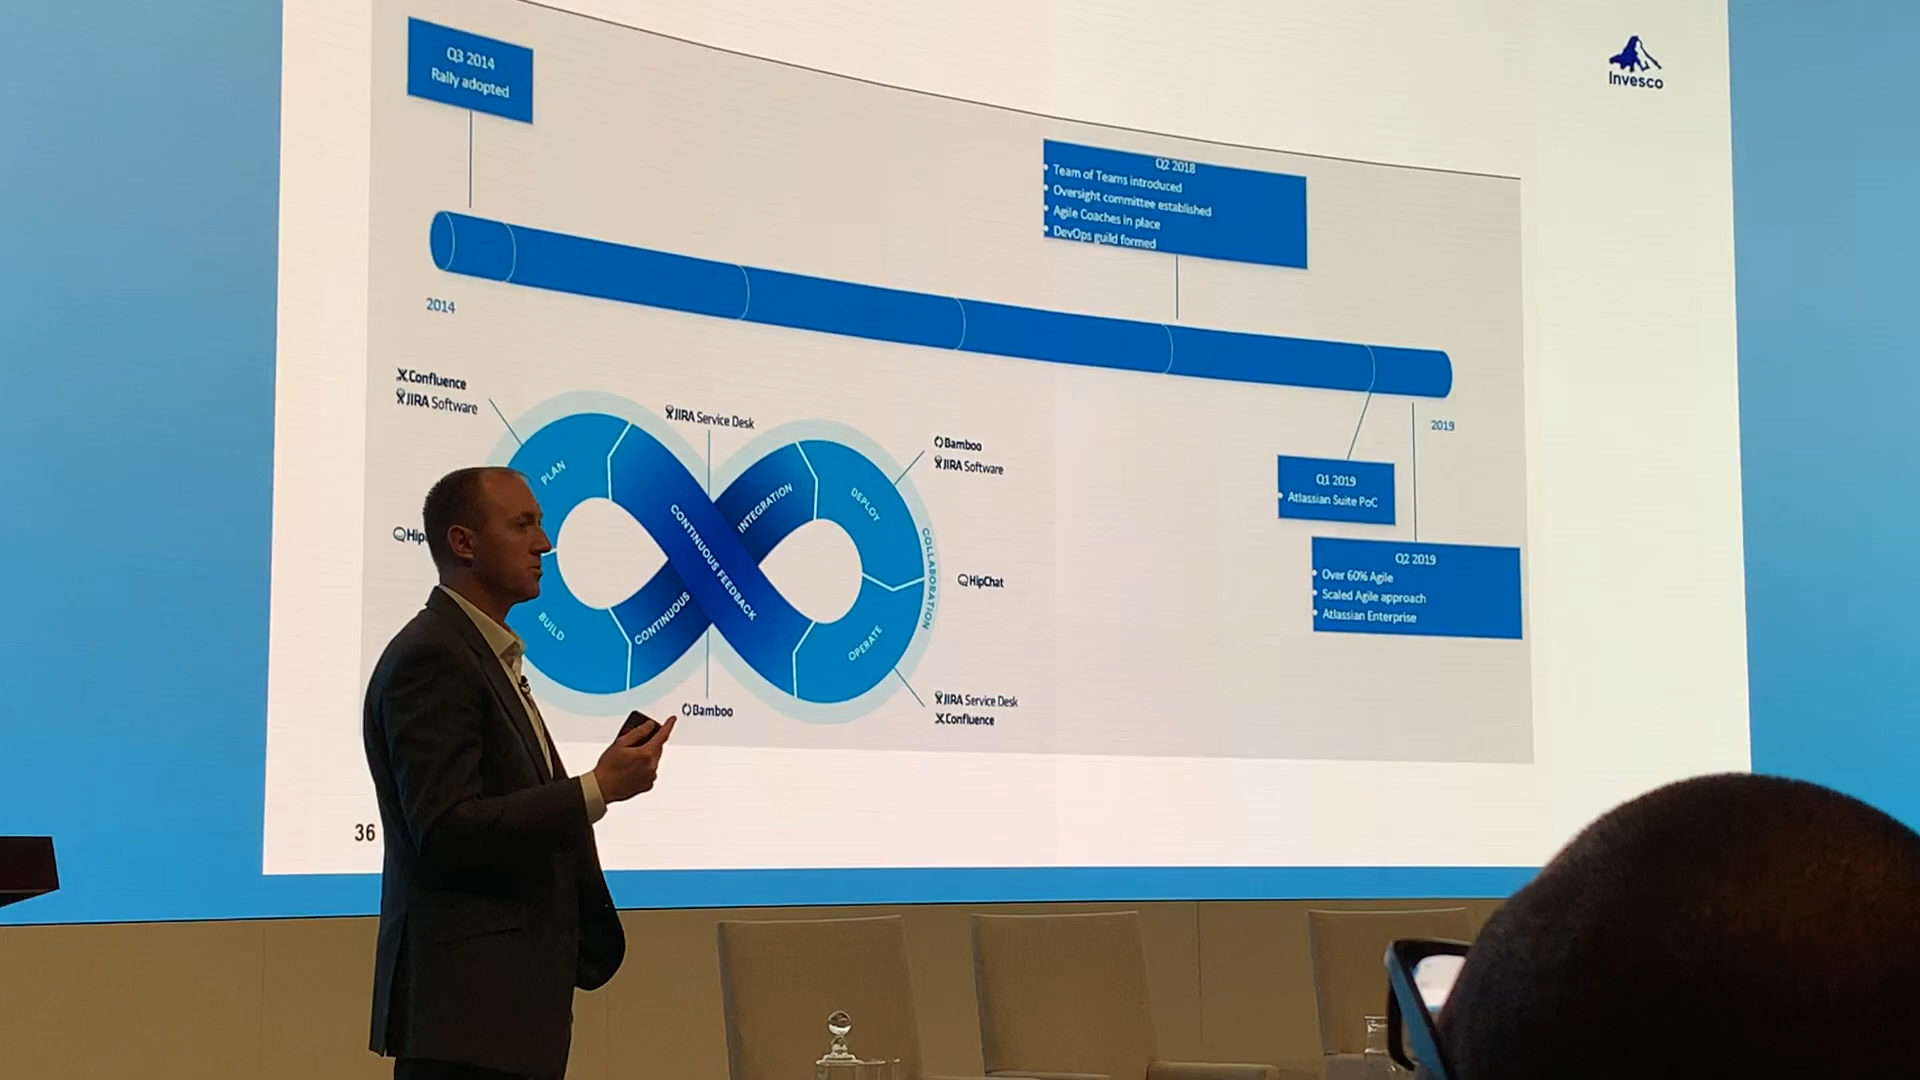 Invesco
Q3 2014
Rally adopted
Q2 2018
• Team of Teams introduced
• Oversight committee established
• Agile Coaches in place
• DevOps guild formed
2014
2019
Q1 2019
• Atlassian Suite PoC
Q2 2019
• Over 60% Agile
• Scaled Agile approach
• Atlassian Enterprise
Confluence
JIRA Software
JIRA Service Desk
Bamboo
JIRA Software
PLAN
CONTINUOUS FEEDBACK
INTEGRATION
DEPLOY
COLLABORATION
Hip
HipChat
BUILD
CONTINUOUS
OPERATE
Bamboo
JIRA Service Desk
Confluence
36